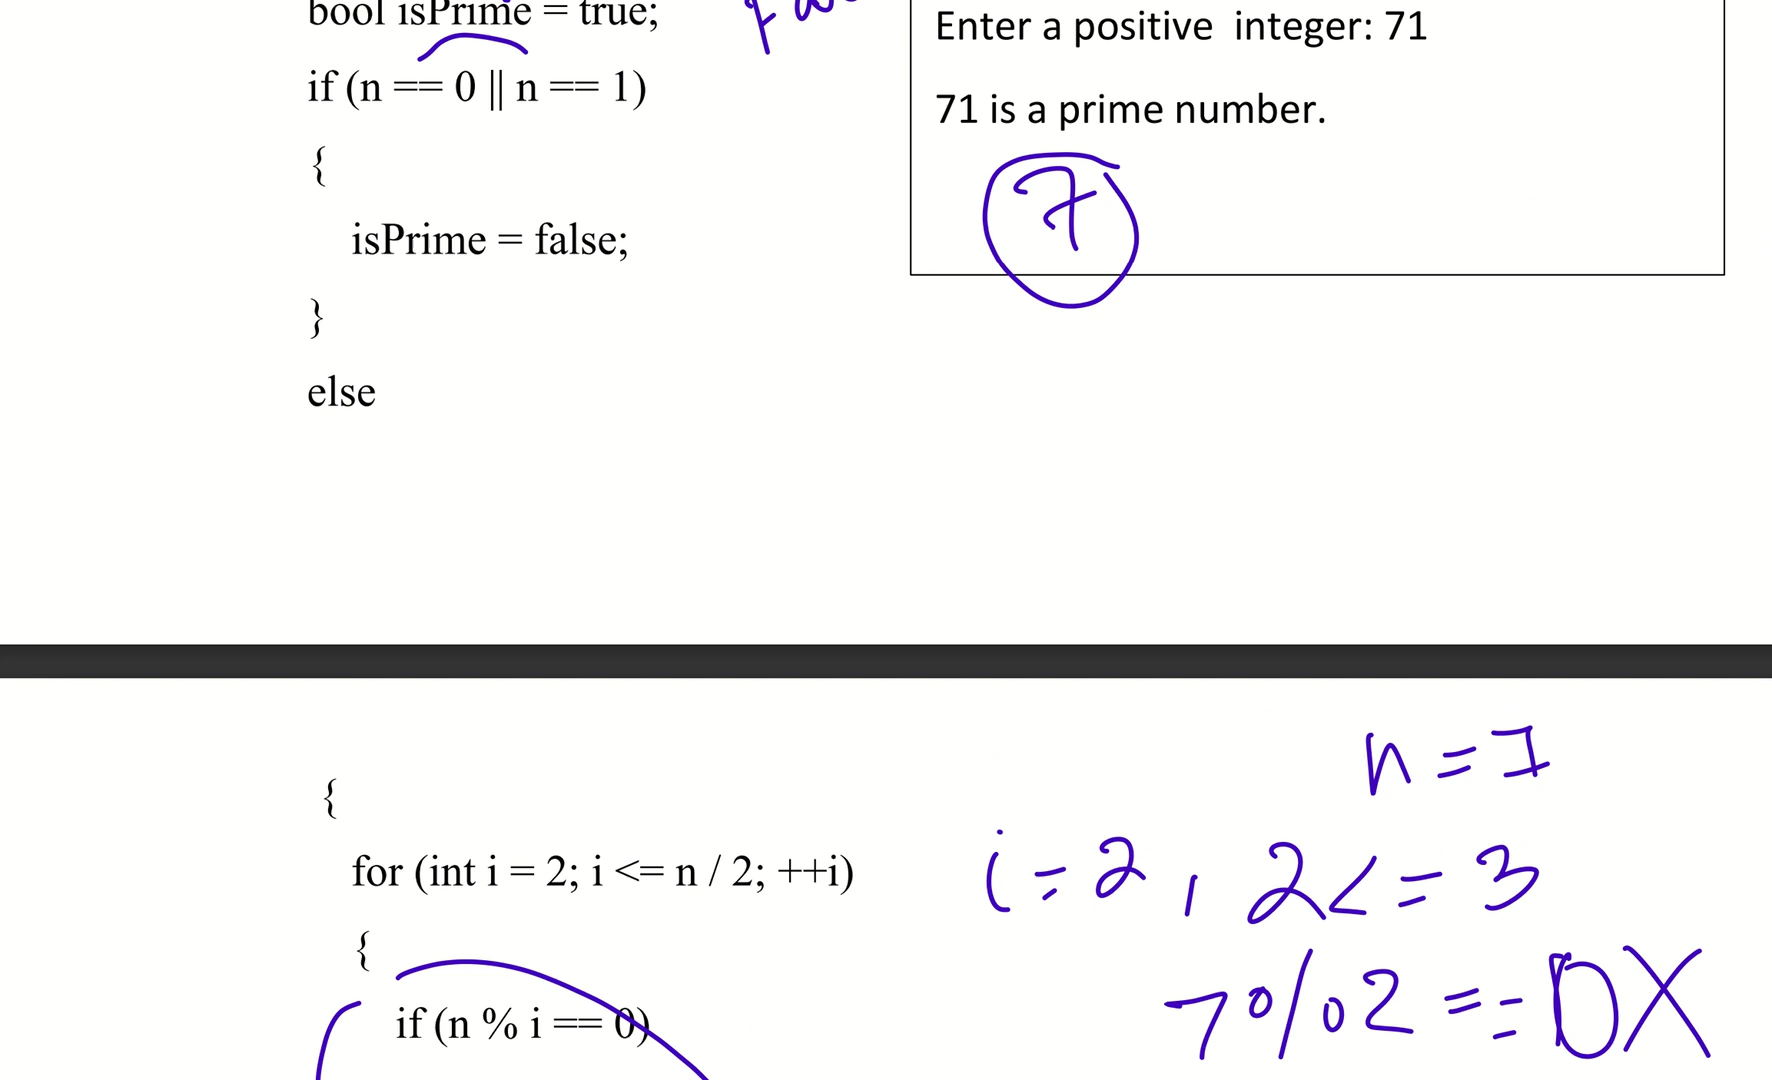 bool isPrime = true;
if (n == 0 || n == 1)
{
isPrime = false;
}
else
Enter a positive integer: 71
71 is a prime number.
7
{
for (int i = 2; i <= n / 2; ++i)
{
if (n % i == 0)
n = 7
i = 2 , 2 <= 3
7 % 2 == 0 X